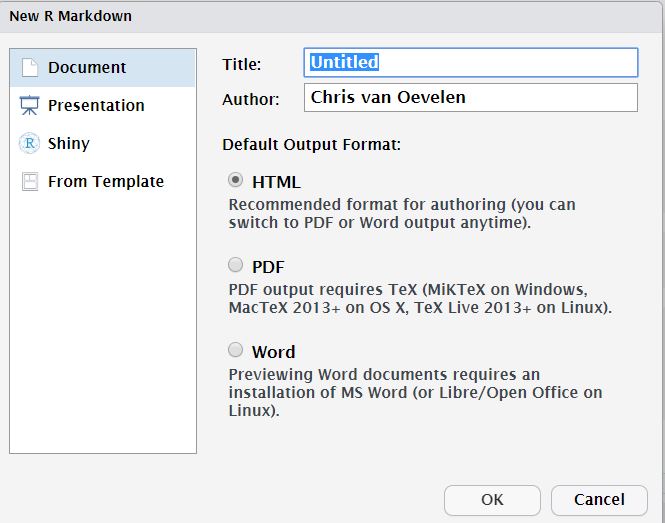 New R Markdown
Document
Presentation
Shiny
From Template
Title: Untitled
Author: Chris van Oevelen
Default Output Format:
HTML
Recommended format for authoring (you can
switch to PDF or Word output anytime).
PDF
PDF output requires TeX (MiKTeX on Windows,
MacTeX 2013+ on OS X, TeX Live 2013+ on Linux).
Word
Previewing Word documents requires an
installation of MS Word (or Libre/Open Office on
Linux).
OK Cancel